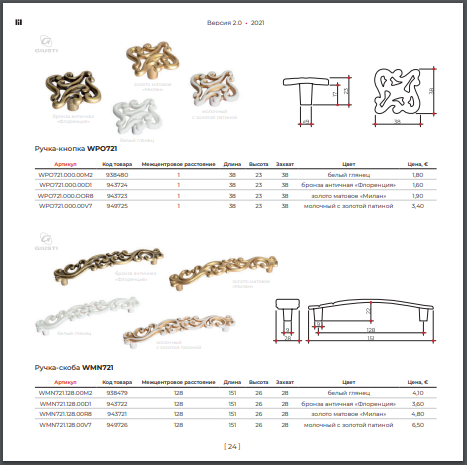 Версия 2.0 • 2021
GIUSTI
золото матовое
«Милан»
бронза античная
«Флоренция»
молочный
с золотой патиной
белый глянец
17
23
38
38
Ручка-кнопка WPO721
Артикул Код товара Межцентровое расстояние Длина Высота Захват Цвет Цена, €
WPO721.000.00M2 938480 1 38 23 38 белый глянец 1,80
WPO721.000.00D1 943724 1 38 23 38 бронза античная «Флоренция» 1,60
WPO721.000.00R8 943723 1 38 23 38 золото матовое «Милан» 1,90
WPO721.000.00V7 949725 1 38 23 38 молочный с золотой патиной 3,40
GIUSTI
бронза античная
«Флоренция»
золото матовое
«Милан»
белый глянец
молочный
с золотой патиной
22
9
9
28
128
151
Ручка-скоба WMN721
Артикул Код товара Межцентровое расстояние Длина Высота Захват Цвет Цена, €
WMN721.128.00M2 938479 128 151 26 28 белый глянец 4,10
WMN721.128.00D1 943722 128 151 26 28 бронза античная «Флоренция» 3,60
WMN721.128.00R8 943721 128 151 26 28 золото матовое «Милан» 4,80
WMN721.128.00V7 949726 128 151 26 28 молочный с золотой патиной 6,50
[ 24 ]